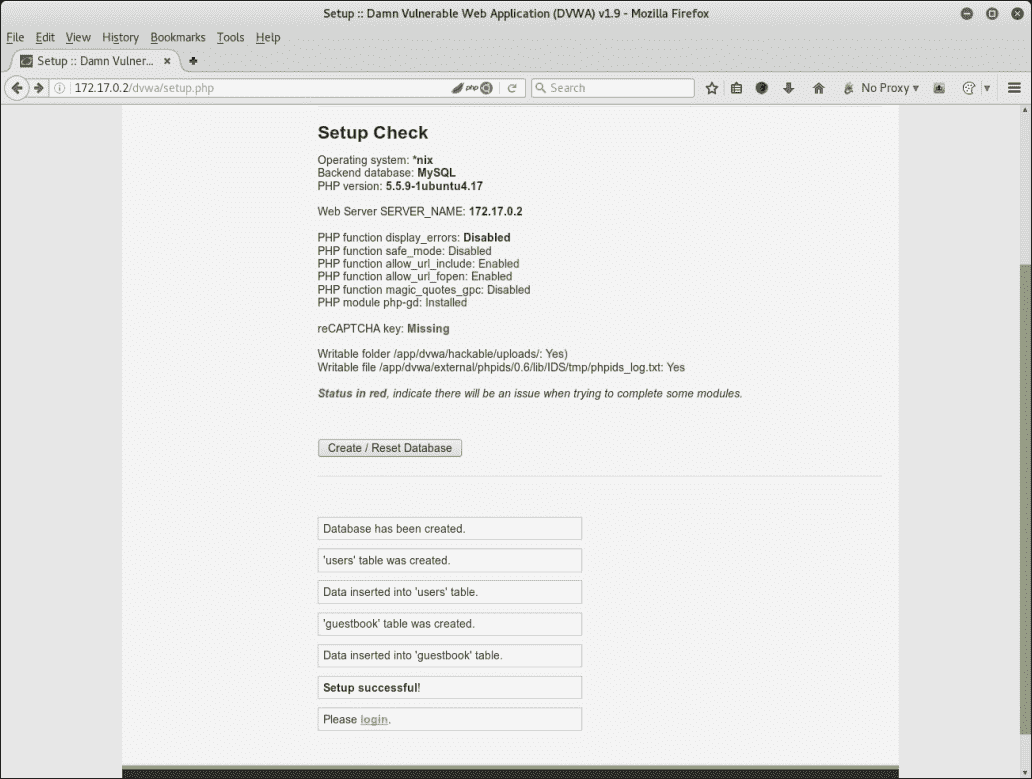 Setup :: Damn Vulnerable Web Application (DVWA) v1.9 - Mozilla Firefox
File Edit View History Bookmarks Tools Help
Setup :: Damn Vulner...
172.17.0.2/dvwa/setup.php
php
Search
No Proxy
Setup Check
Operating system: *nix
Backend database: MySQL
PHP version: 5.5.9-1ubuntu4.17
Web Server SERVER_NAME: 172.17.0.2
PHP function display_errors: Disabled
PHP function safe_mode: Disabled
PHP function allow_url_include: Enabled
PHP function allow_url_fopen: Enabled
PHP function magic_quotes_gpc: Disabled
PHP module php-gd: Installed
reCAPTCHA key: Missing
Writable folder /app/dvwa/hackable/uploads/: Yes)
Writable file /app/dvwa/external/phpids/0.6/lib/IDS/tmp/phpids_log.txt: Yes
Status in red, indicate there will be an issue when trying to complete some modules.
Create / Reset Database
Database has been created.
'users' table was created.
Data inserted into 'users' table.
'guestbook' table was created.
Data inserted into 'guestbook' table.
Setup successful!
Please login.